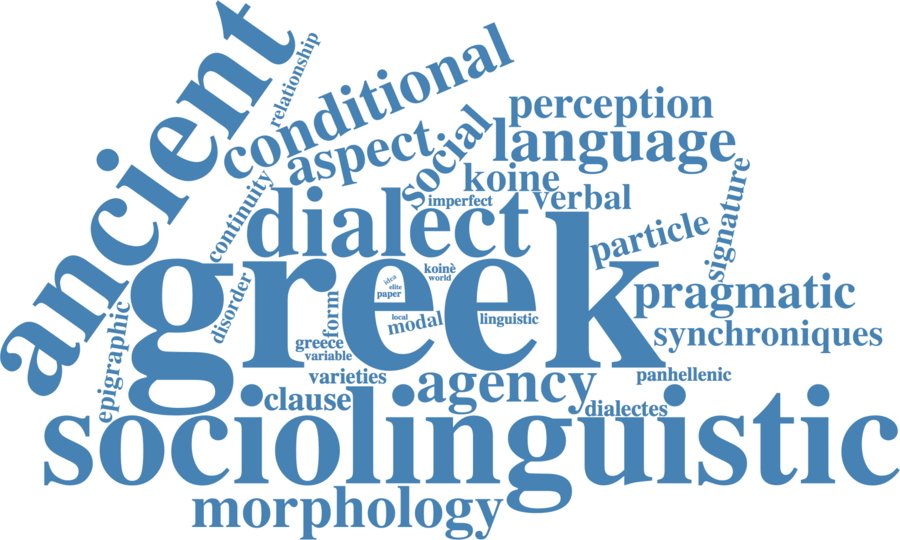 ancient
relationship
conditional
perception
language
aspect
social
koine
verbal
imperfect
continuity
dialect
signature
particle
greek
koinè
world
idea
elite
paper
local
modal
linguistic
disorder
form
greece
variable
pragmatic
synchroniques
epigraphic
varieties
panhellenic
agency
clause
dialectes
sociolinguistic
morphology